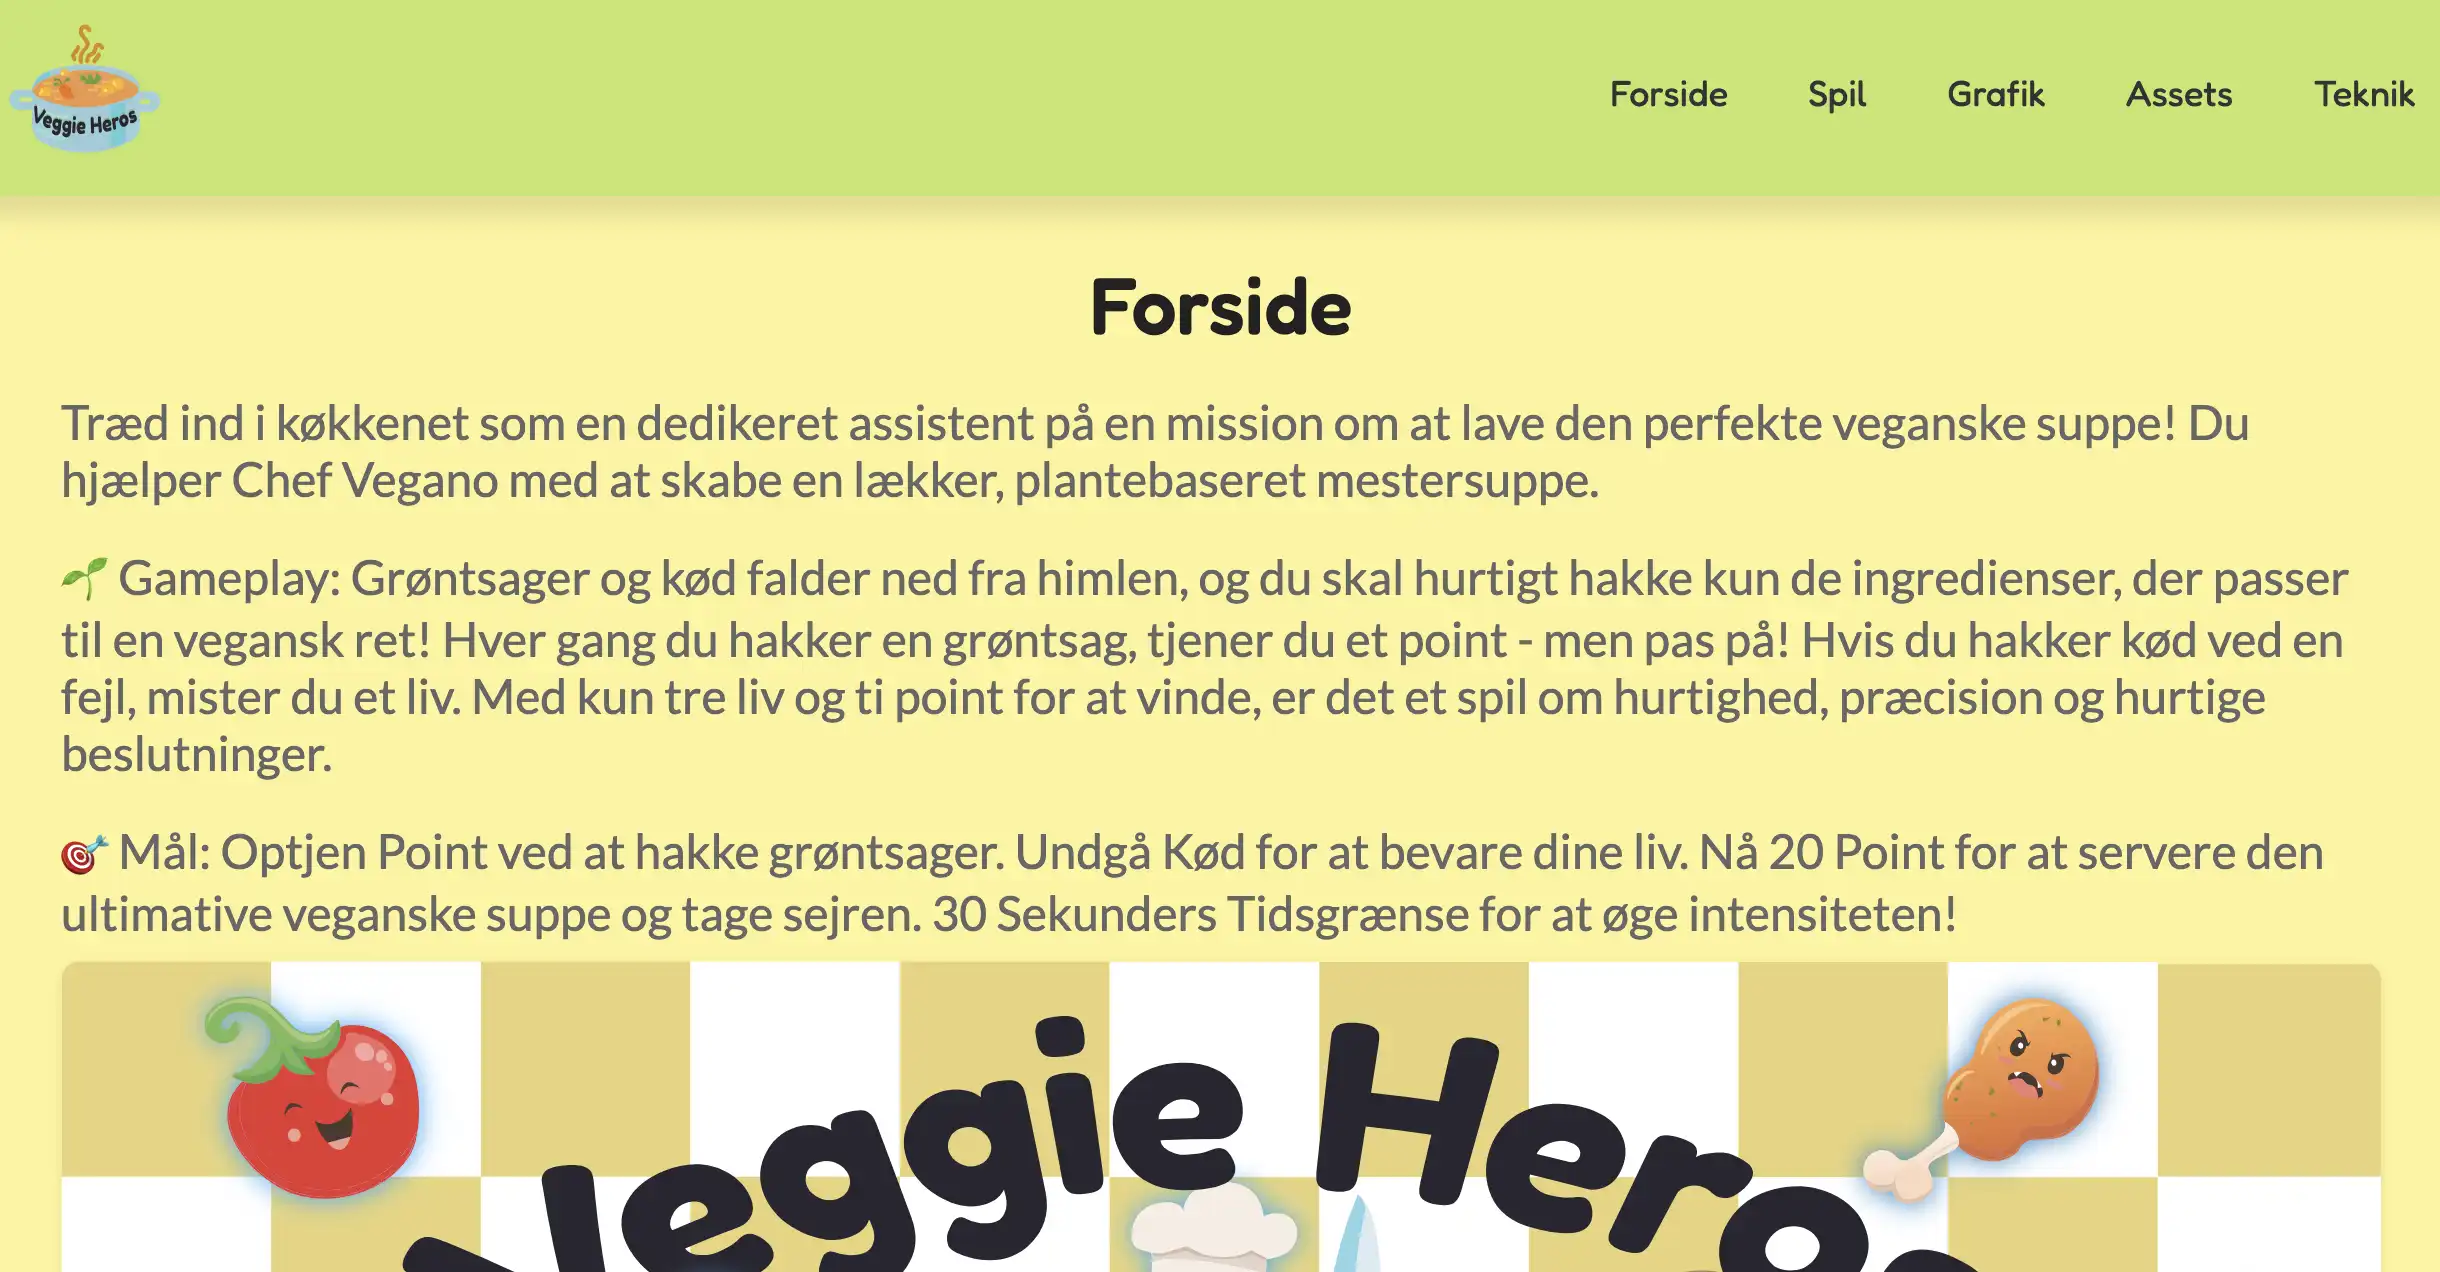 Veggie Heros
Forside
Spil
Grafik
Assets
Teknik
Forside
Træd ind i køkkenet som en dedikeret assistent på en mission om at lave den perfekte veganske suppe! Du
hjælper Chef Vegano med at skabe en lækker, plantebaseret mestersuppe.
🌱 Gameplay: Grøntsager og kød falder ned fra himlen, og du skal hurtigt hakke kun de ingredienser, der passer
til en vegansk ret! Hver gang du hakker en grøntsag, tjener du et point - men pas på! Hvis du hakker kød ved en
fejl, mister du et liv. Med kun tre liv og ti point for at vinde, er det et spil om hurtighed, præcision og hurtige
beslutninger.
🎯 Mål: Optjen Point ved at hakke grøntsager. Undgå Kød for at bevare dine liv. Nå 20 Point for at servere den
ultimative veganske suppe og tage sejren. 30 Sekunders Tidsgrænse for at øge intensiteten!
Veggie Heros